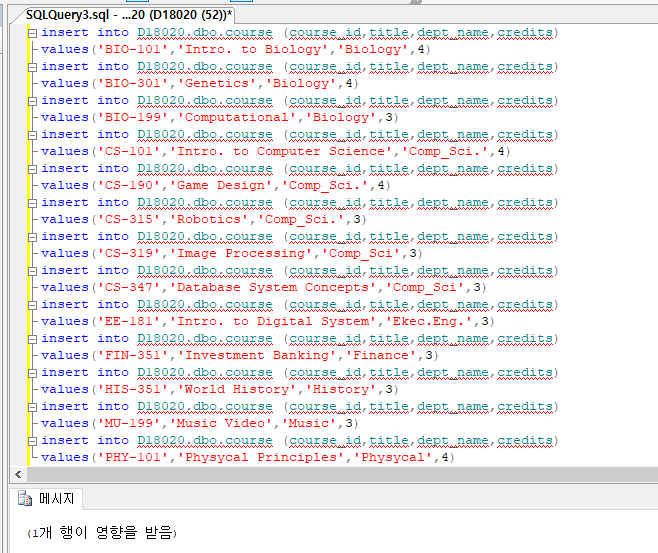 SQLQuery3.sql - ...20 (D18020 (52))*
insert into D18020.dbo.course (course_id,title,dept_name,credits)
values('BIO-101','Intro. to Biology','Biology',4)
insert into D18020.dbo.course (course_id,title,dept_name,credits)
values('BIO-301','Genetics','Biology',4)
insert into D18020.dbo.course (course_id,title,dept_name,credits)
values('BIO-199','Computational','Biology',3)
insert into D18020.dbo.course (course_id,title,dept_name,credits)
values('CS-101','Intro. to Computer Science','Comp_Sci.',4)
insert into D18020.dbo.course (course_id,title,dept_name,credits)
values('CS-190','Game Design','Comp_Sci.',4)
insert into D18020.dbo.course (course_id,title,dept_name,credits)
values('CS-315','Robotics','Comp_Sci.',3)
insert into D18020.dbo.course (course_id,title,dept_name,credits)
values('CS-319','Image Processing','Comp_Sci',3)
insert into D18020.dbo.course (course_id,title,dept_name,credits)
values('CS-347','Database System Concepts','Comp_Sci',3)
insert into D18020.dbo.course (course_id,title,dept_name,credits)
values('EE-181','Intro. to Digital System','Ekec.Eng.',3)
insert into D18020.dbo.course (course_id,title,dept_name,credits)
values('FIN-351','Investment Banking','Finance',3)
insert into D18020.dbo.course (course_id,title,dept_name,credits)
values('HIS-351','World History','History',3)
insert into D18020.dbo.course (course_id,title,dept_name,credits)
values('MU-199','Music Video','Music',3)
insert into D18020.dbo.course (course_id,title,dept_name,credits)
values('PHY-101','Physycal Principles','Physycal',4)
메시지
(1개 행이 영향을 받음)